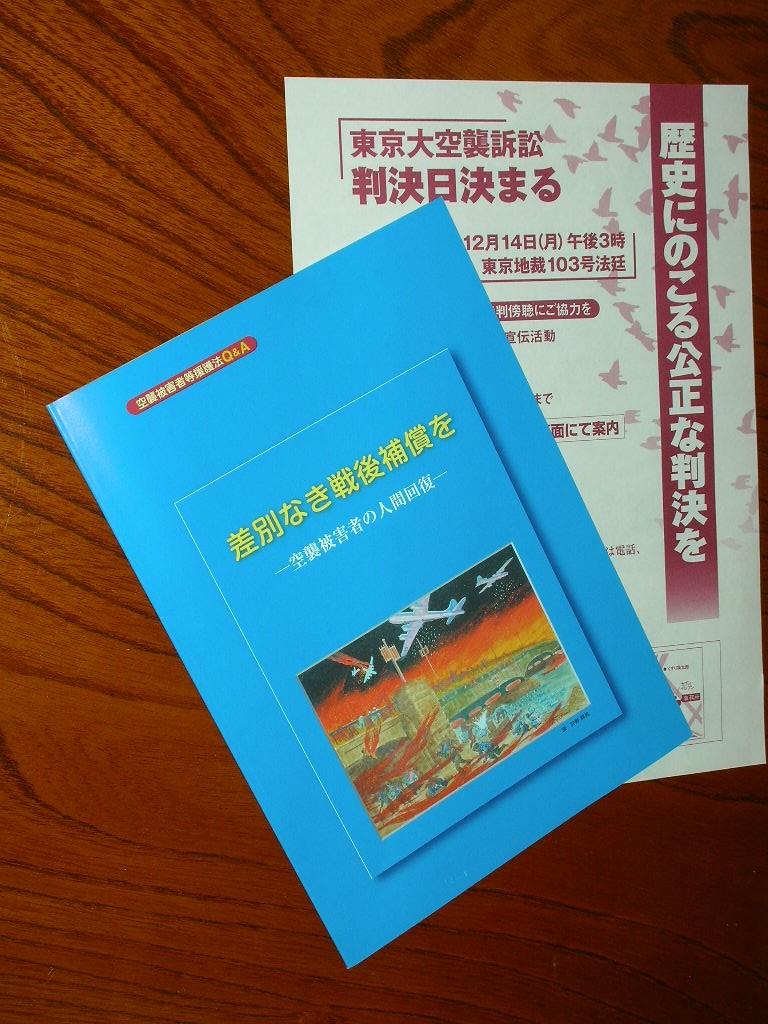 東京大空襲訴訟
判決日決まる
12月14日(月)午後3時
東京地裁103号法廷
判傍聴にご協力を
宣伝活動
まで
面にて案内
は電話、
歴史にのこる公正な判決を
空襲被害者等援護法Q&A
差別なき戦後補償を
―空襲被害者の人間回復―